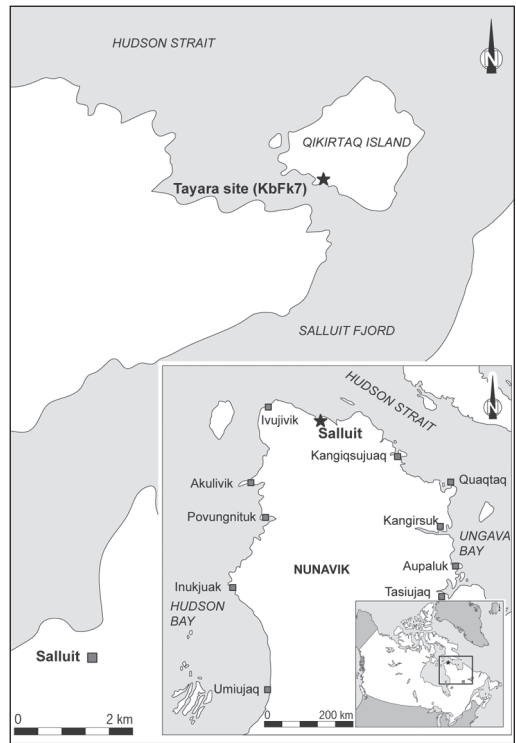 HUDSON STRAIT
N
QIKIRTAQ ISLAND
Tayara site (KbFk7)
SALLUIT FJORD
Salluit
0 2 km
HUDSON STRAIT
N
Ivujivik
Salluit
Kangiqsujuaq
Akulivik
Quaqtaq
Povungnituk
Kangirsuk
UNGAVA
BAY
NUNAVIK
Aupaluk
Inukjuak
Tasiujaq
HUDSON
BAY
Umiujaq
0 200 km